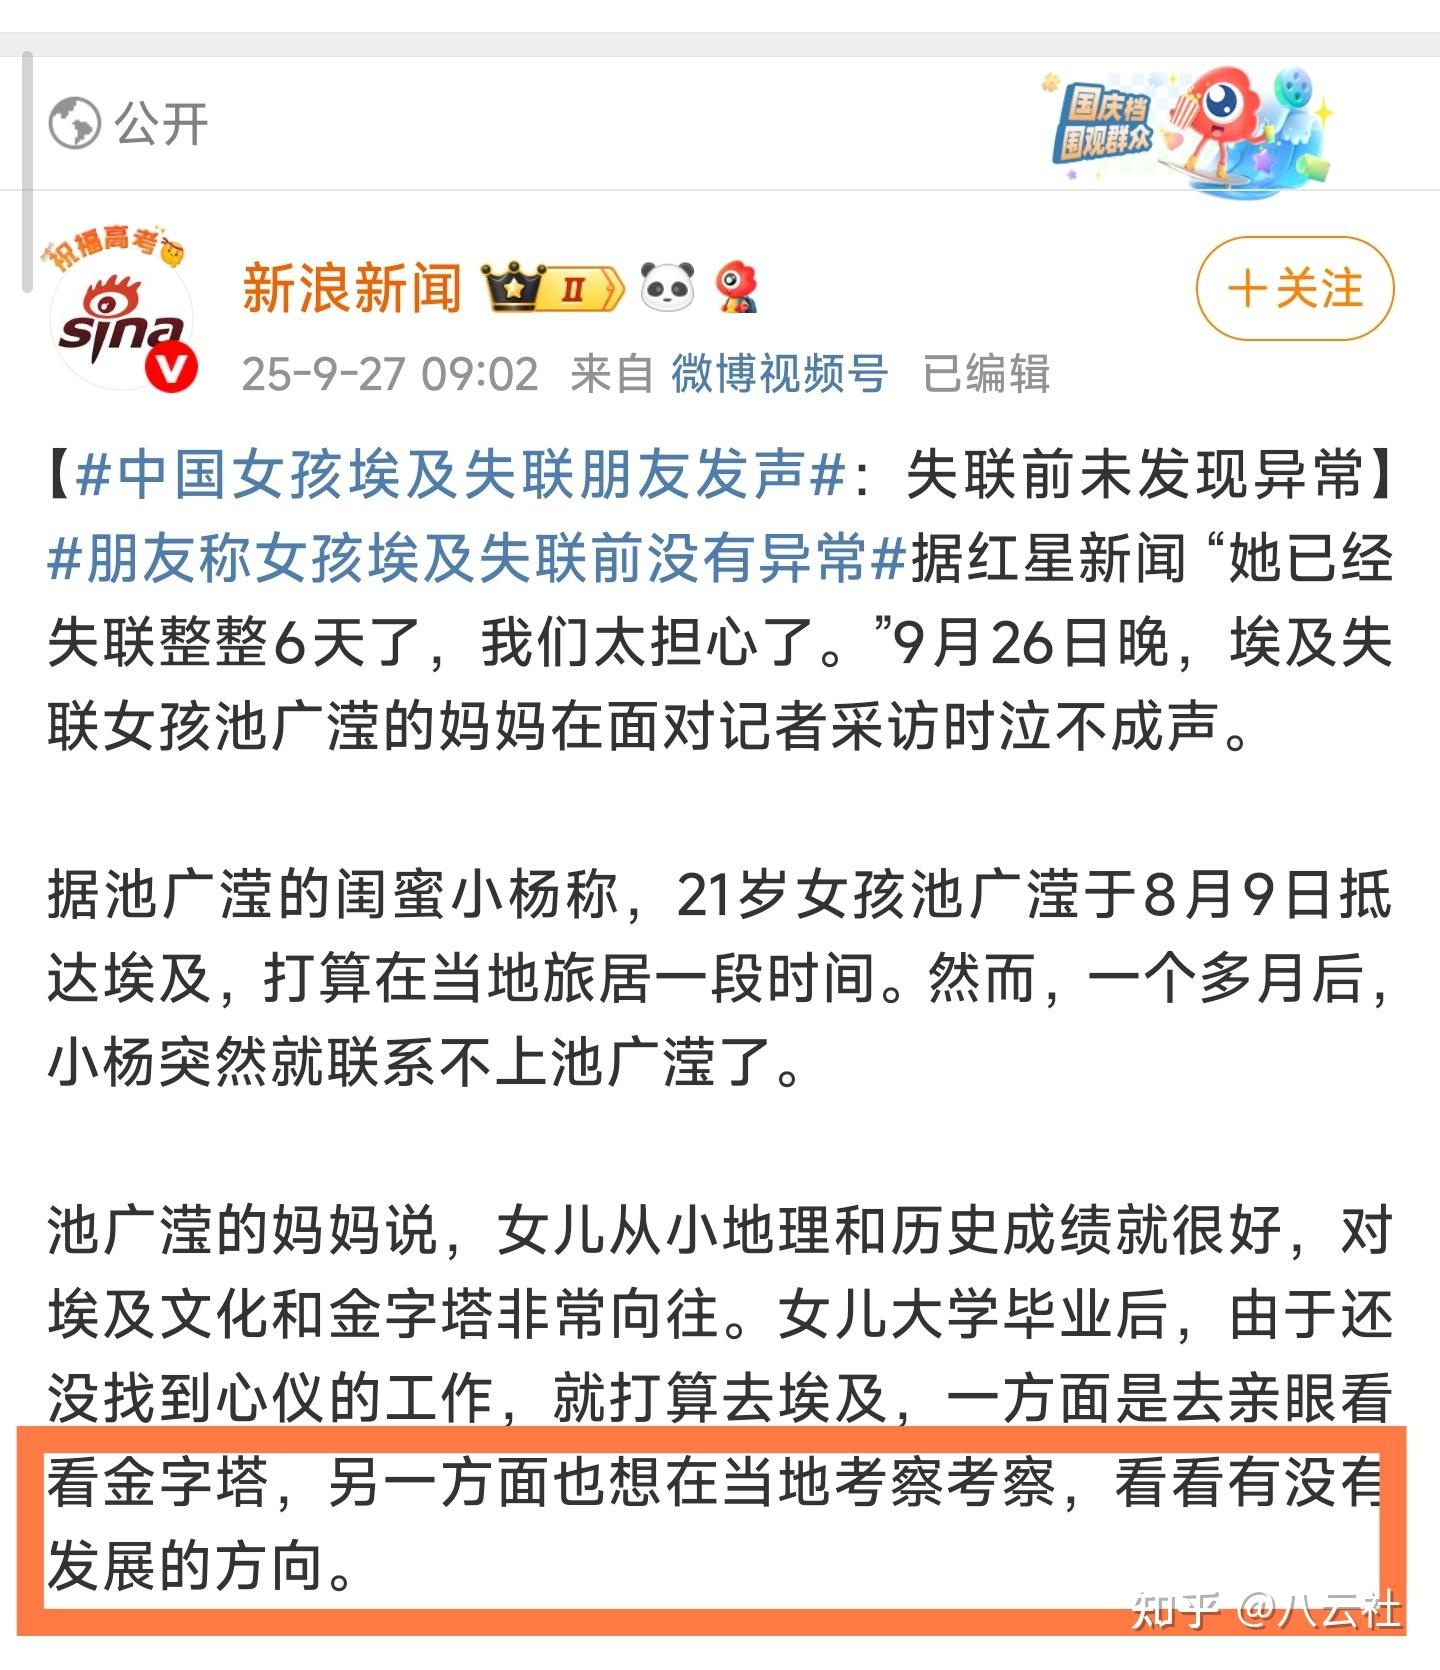 公开
国庆档
围观群众
祝福高考
sina
V
新浪新闻 II
+关注
25-9-27 09:02 来自 微博视频号 已编辑
【#中国女孩埃及失联朋友发声#：失联前未发现异常】
#朋友称女孩埃及失联前没有异常#据红星新闻 “她已经
失联整整6天了，我们太担心了。”9月26日晚，埃及失
联女孩池广滢的妈妈在面对记者采访时泣不成声。
据池广滢的闺蜜小杨称，21岁女孩池广滢于8月9日抵
达埃及，打算在当地旅居一段时间。然而，一个多月后，
小杨突然就联系不上池广滢了。
池广滢的妈妈说，女儿从小地理和历史成绩就很好，对
埃及文化和金字塔非常向往。女儿大学毕业后，由于还
没找到心仪的工作，就打算去埃及，一方面是去亲眼看
看金字塔，另一方面也想在当地考察考察，看看有没有
发展的方向。
知乎 @八云社